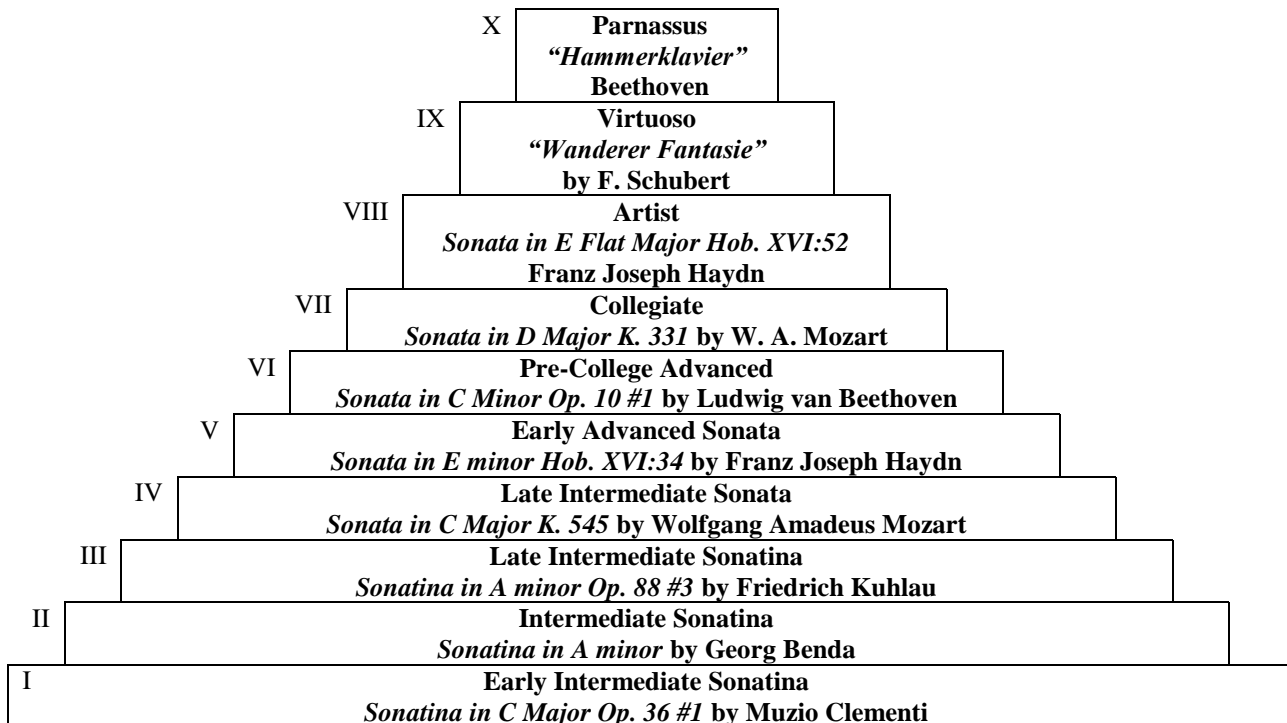 X Parnassus
“Hammerklavier”
Beethoven
IX Virtuoso
“Wanderer Fantasie”
by F. Schubert
VIII Artist
Sonata in E Flat Major Hob. XVI:52
Franz Joseph Haydn
VII Collegiate
Sonata in D Major K. 331 by W. A. Mozart
VI Pre-College Advanced
Sonata in C Minor Op. 10 #1 by Ludwig van Beethoven
V Early Advanced Sonata
Sonata in E minor Hob. XVI:34 by Franz Joseph Haydn
IV Late Intermediate Sonata
Sonata in C Major K. 545 by Wolfgang Amadeus Mozart
III Late Intermediate Sonatina
Sonatina in A minor Op. 88 #3 by Friedrich Kuhlau
II Intermediate Sonatina
Sonatina in A minor by Georg Benda
I Early Intermediate Sonatina
Sonatina in C Major Op. 36 #1 by Muzio Clementi